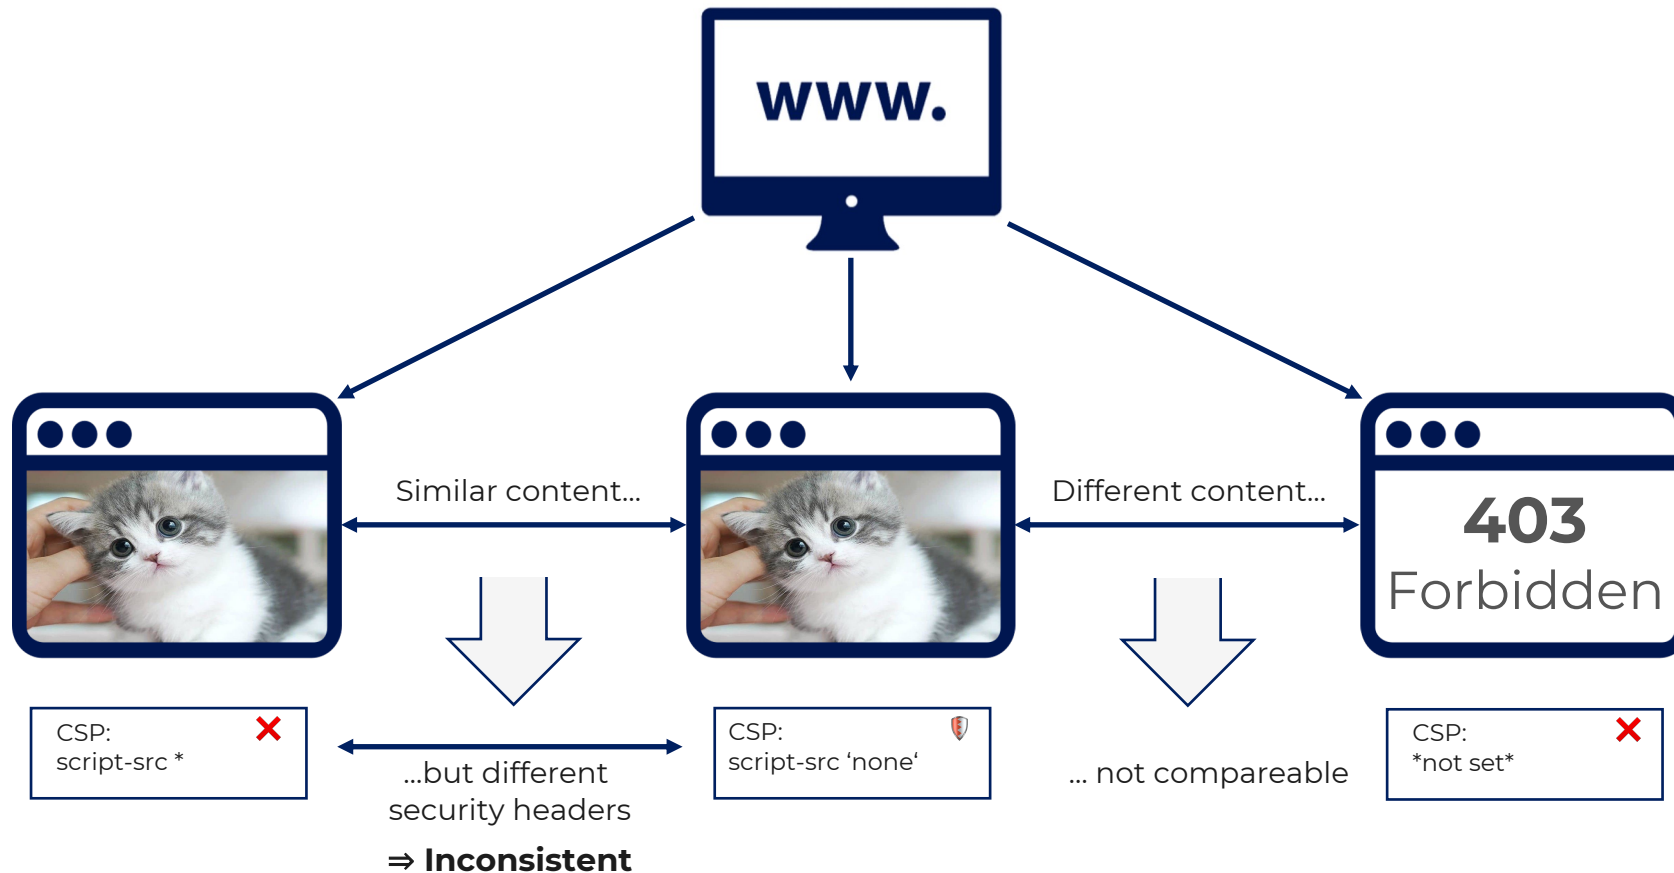 www.
Similar content...
Different content...
403
Forbidden
CSP:
script-src *
...but different
security headers
⇒ Inconsistent
CSP:
script-src ‘none‘
... not compareable
CSP:
*not set*